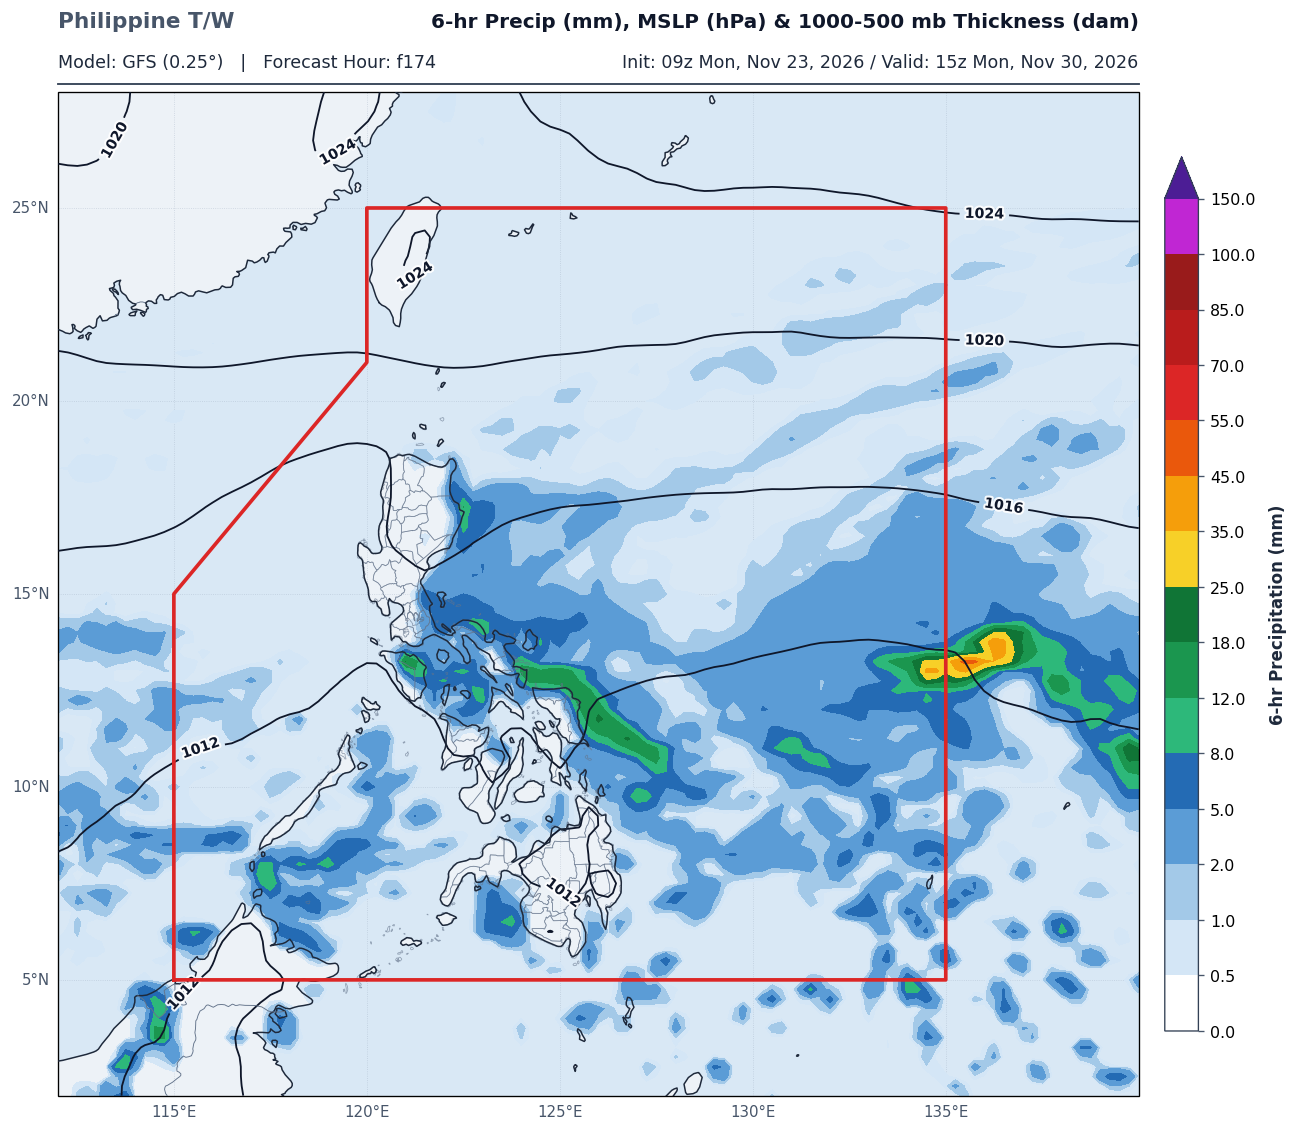 Philippine T/W
6-hr Precip (mm), MSLP (hPa) & 1000-500 mb Thickness (dam)
Model: GFS (0.25°) | Forecast Hour: f174
Init: 09z Mon, Nov 23, 2026 / Valid: 15z Mon, Nov 30, 2026
1020
1024
1024
1024
1020
1016
1012
1012
1012
25°N
20°N
15°N
10°N
5°N
115°E
120°E
125°E
130°E
135°E
150.0
100.0
85.0
70.0
55.0
45.0
35.0
25.0
18.0
12.0
8.0
5.0
2.0
1.0
0.5
0.0
6-hr Precipitation (mm)